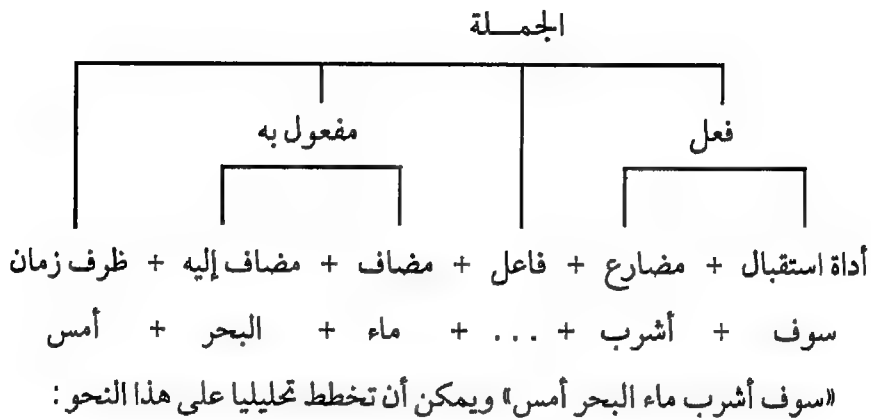 الجمـــلة
فعل مفعول به
أداة استقبال + مضارع + فاعل + مضاف + مضاف إليه + ظرف زمان
سوف + أشرب + ... + ماء + البحر + أمس
«سوف أشرب ماء البحر أمس» ويمكن أن تخطط تحليليا على هذا النحو :